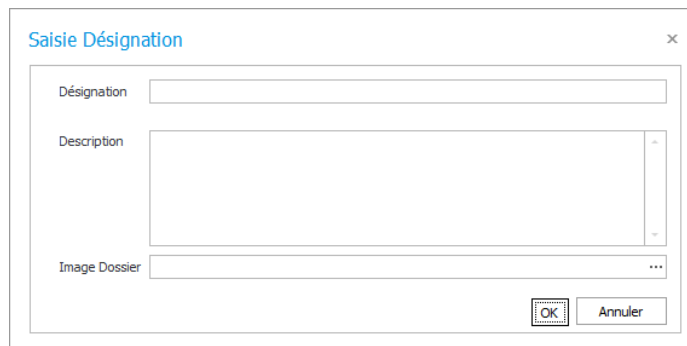 Saisie Désignation
Désignation
Description
Image Dossier
...
OK
Annuler